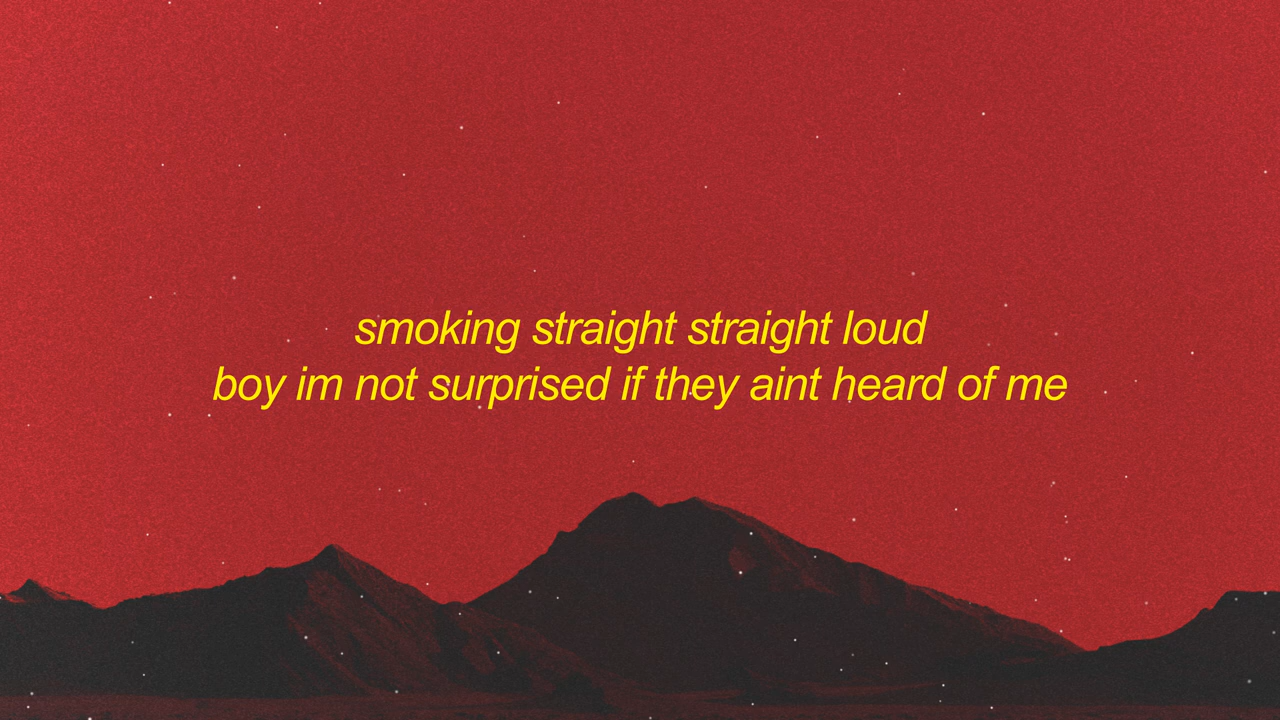 smoking straight straight loud
boy im not surprised if they aint heard of me